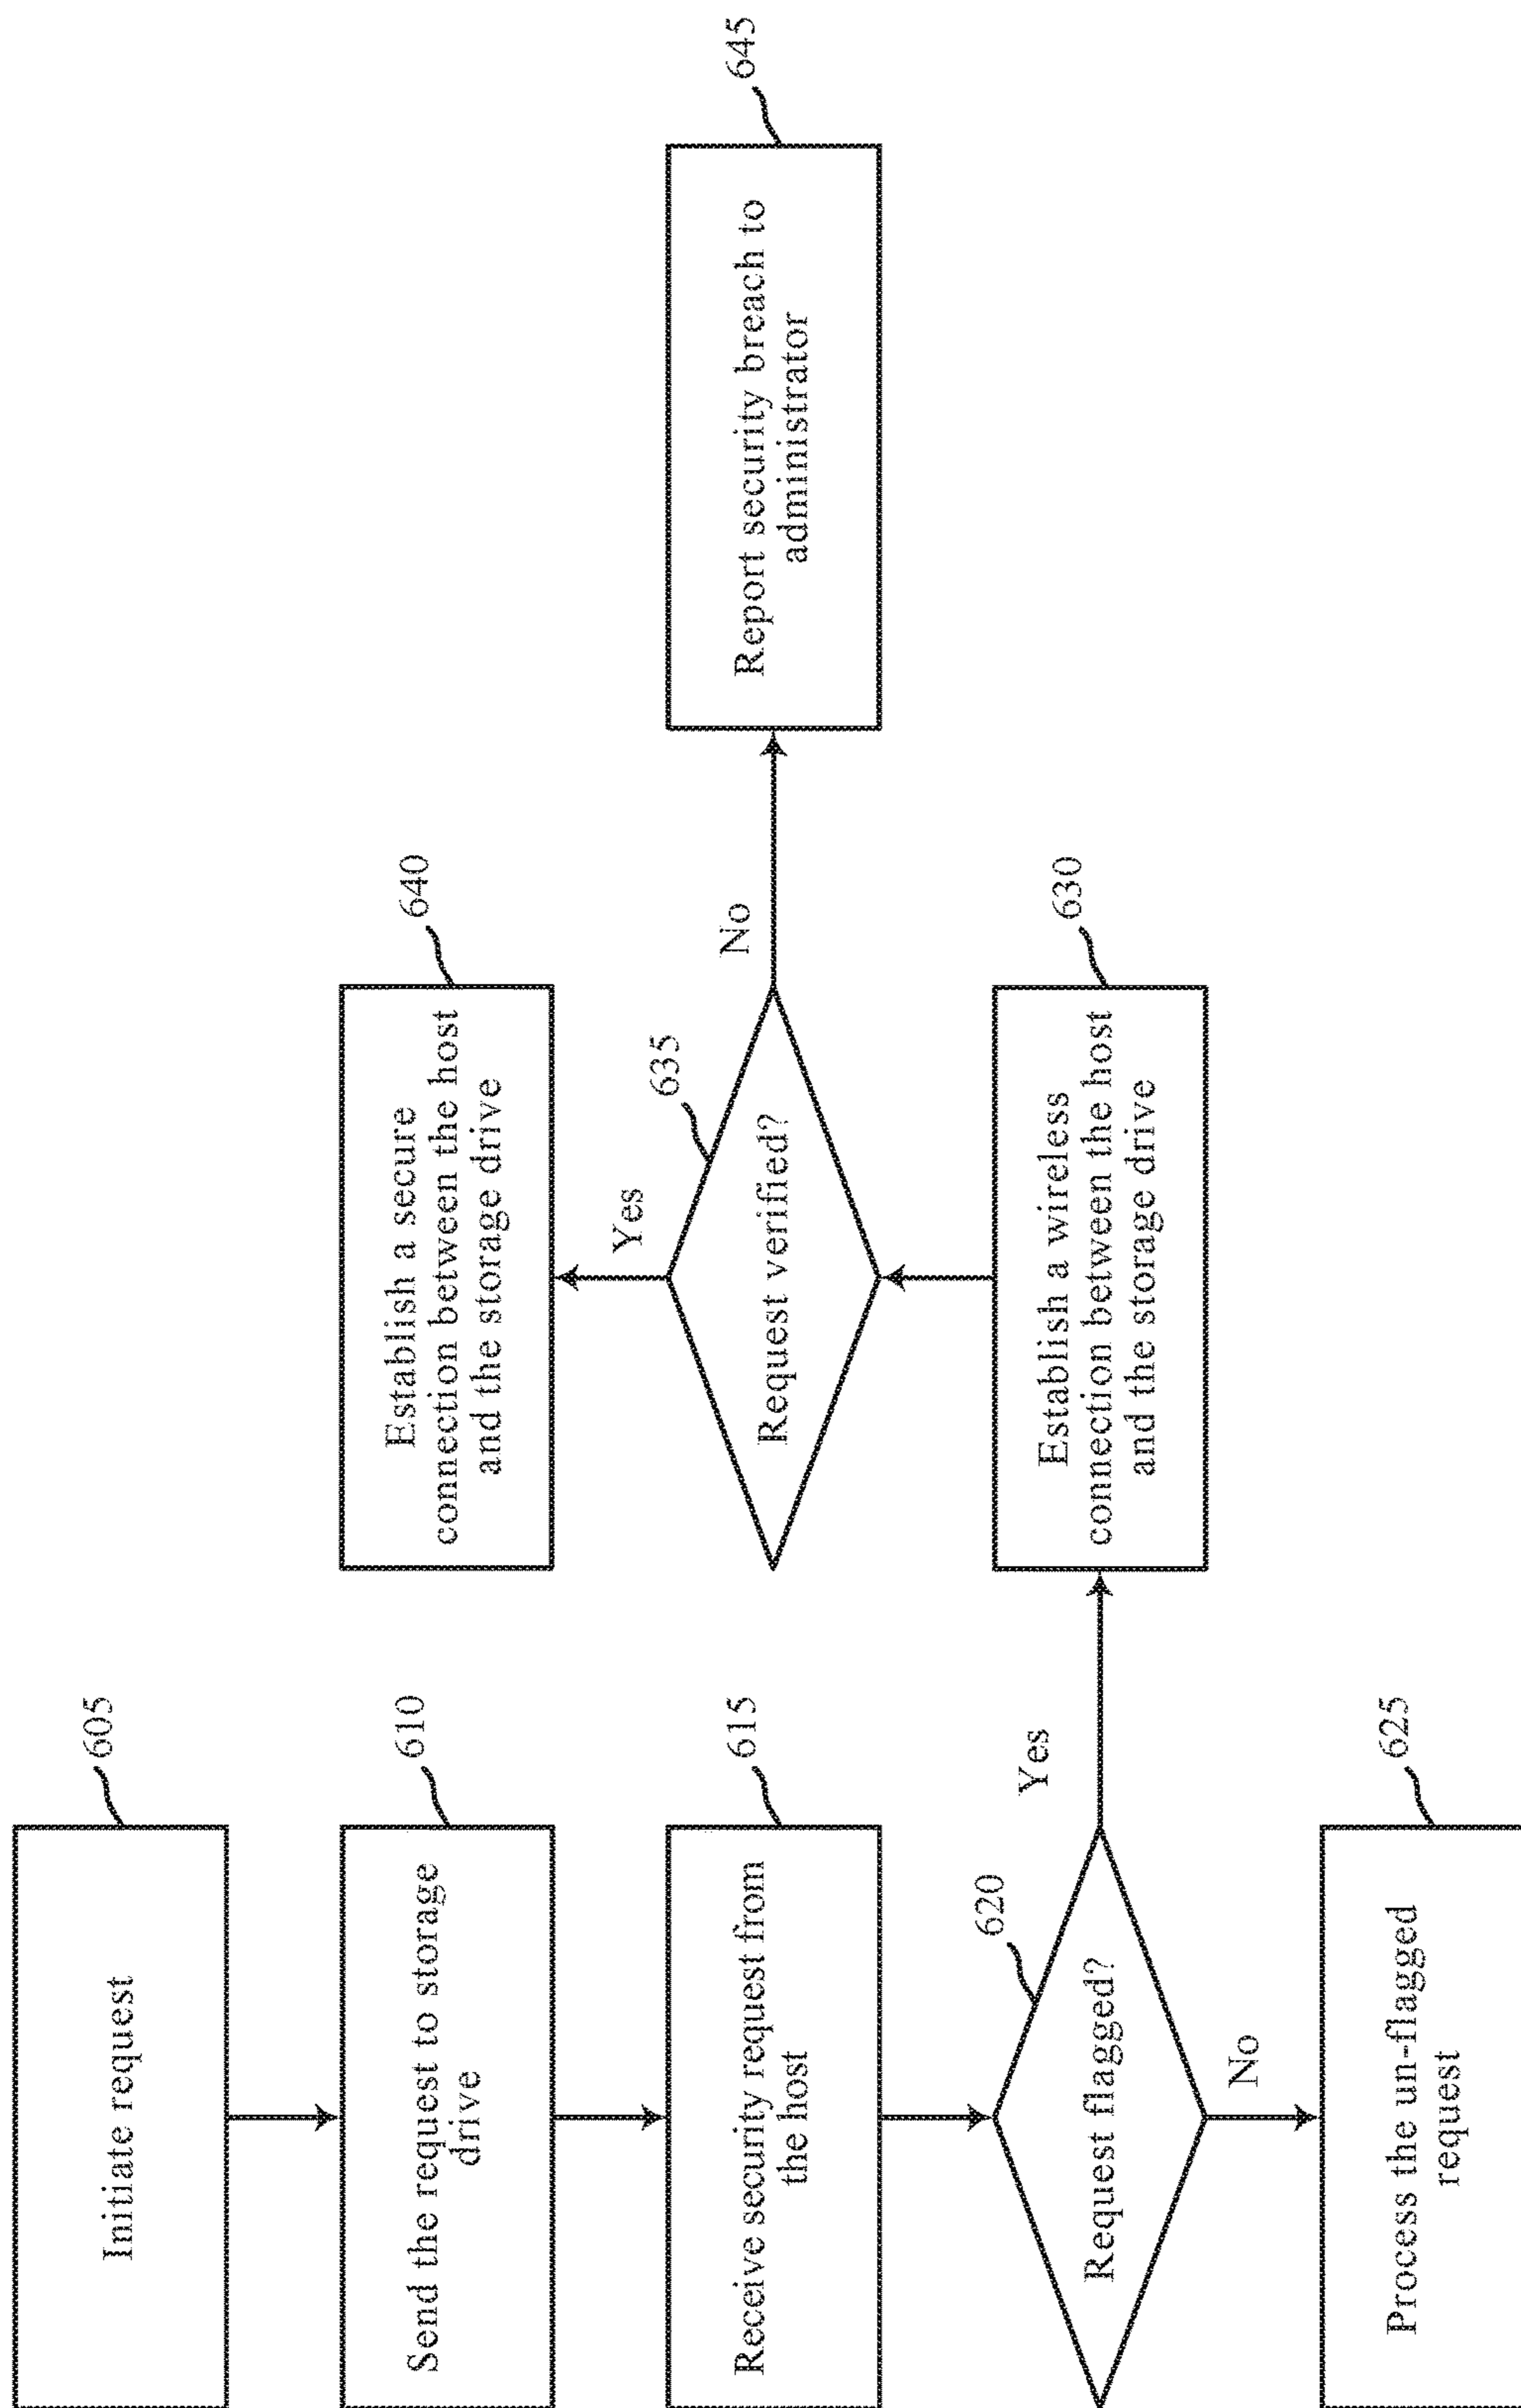 Initiate request
605
Send the request to storage
drive
610
Receive security request from
the host
615
Request flagged?
620
Yes
No
Process the un-flagged
request
625
Establish a wireless
connection between the host
and the storage drive
630
Request verified?
635
Yes
No
Establish a secure
connection between the host
and the storage drive
640
Report security breach to
administrator
645